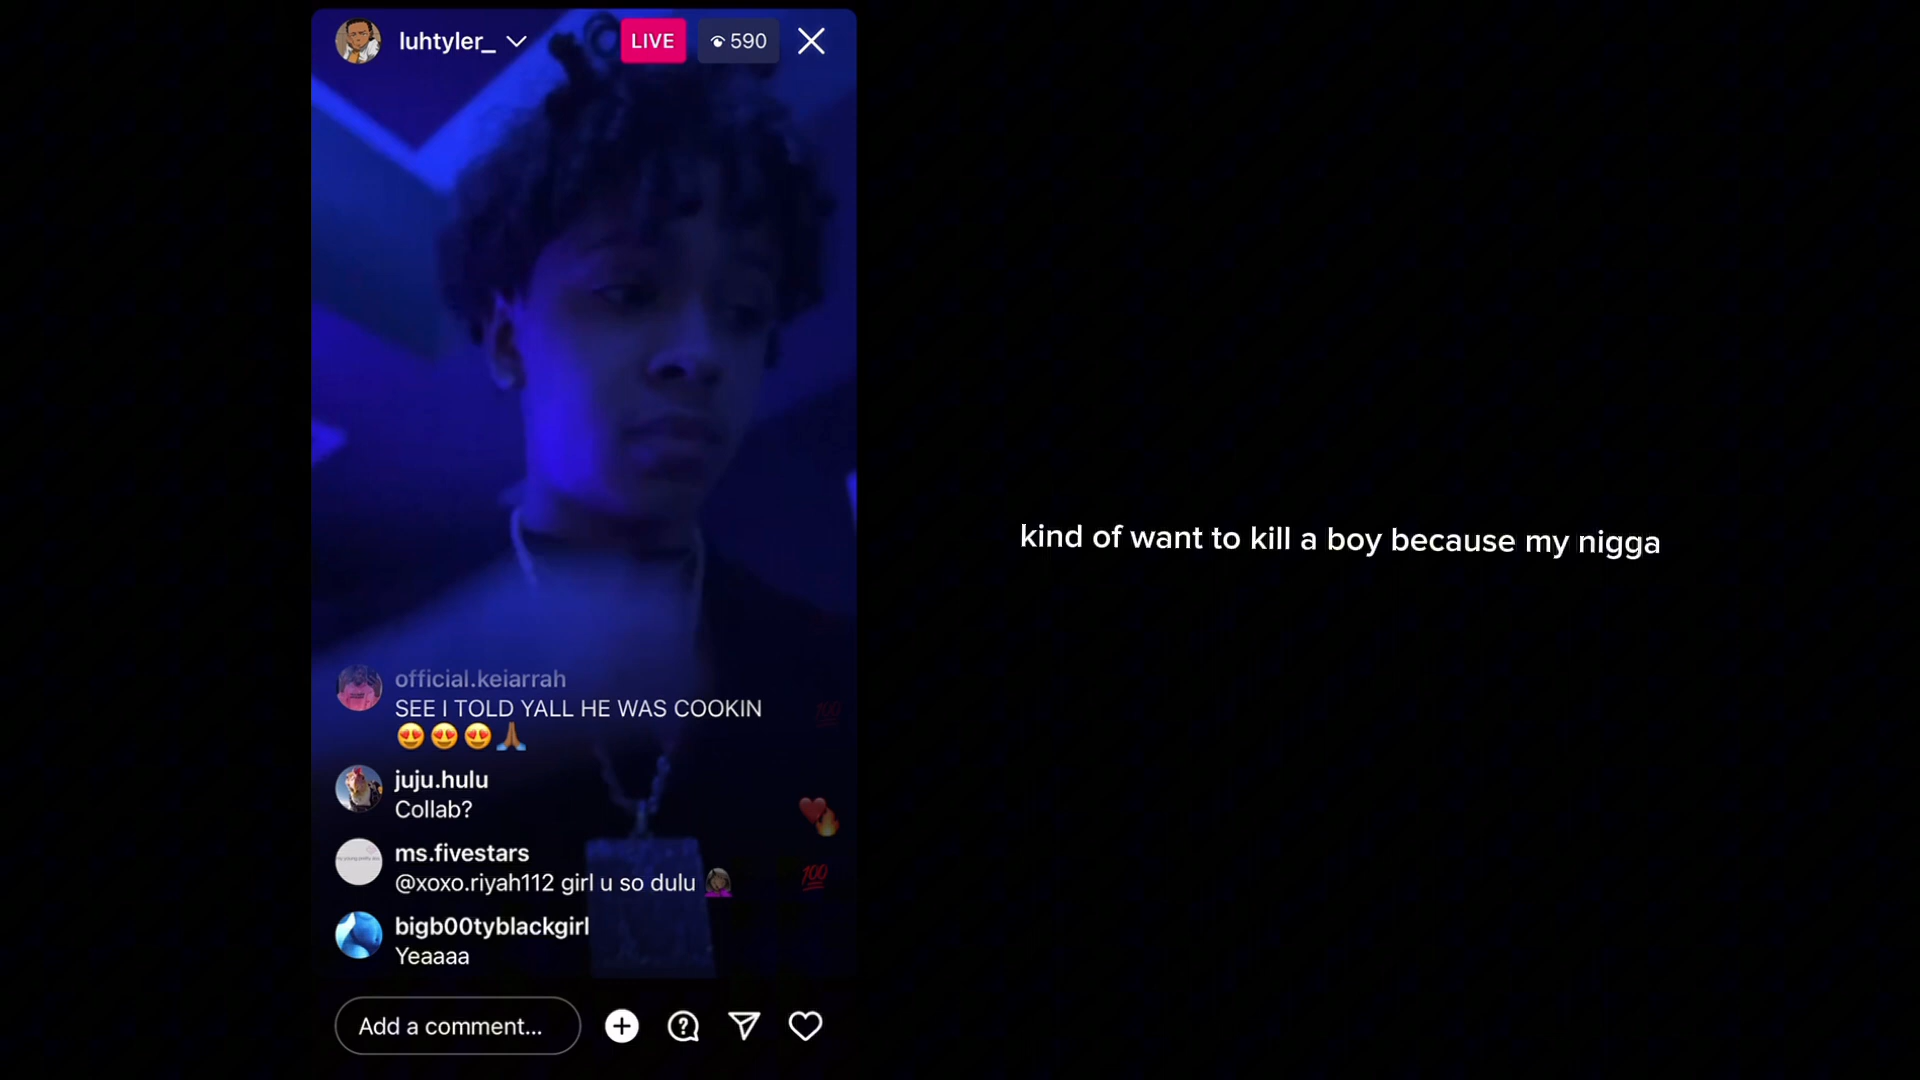 luhtyler_
LIVE
590
official.keiarrah
SEE I TOLD YALL HE WAS COOKIN
😍😍😍🙏🏾
juju.hulu
Collab?
ms.fivestars
@xoxo.riyah112 girl u so dulu 🤦🏽‍♀️
bigb00tyblackgirl
Yeaaaa
Add a comment...
kind of want to kill a boy because my nigga
💯
💯